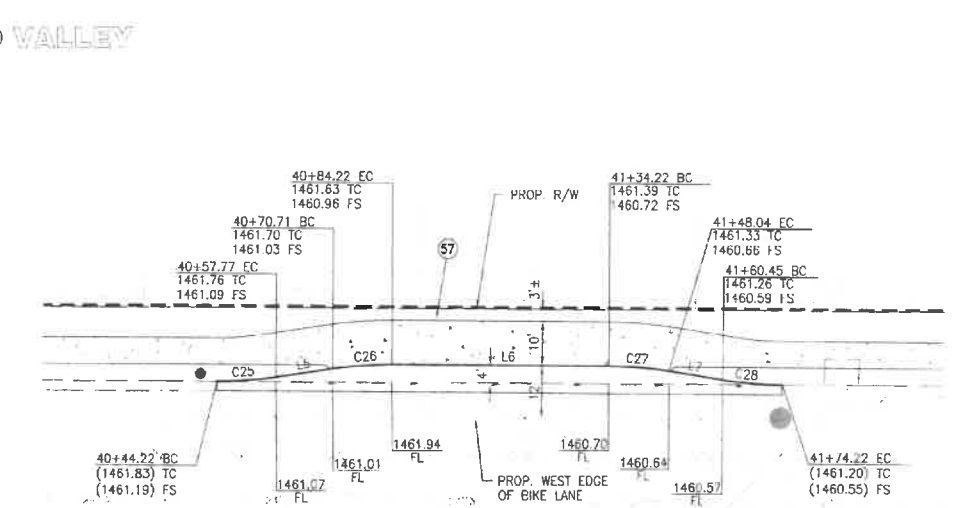 VALLEY
40+84.22 EC
1461.63 TC
1460.96 FS
PROP. R/W
41+34.22 BC
1461.39 TC
1460.72 FS
40+70.71 BC
1461.70 TC
1461.03 FS
57
41+48.04 EC
1461.33 TC
1460.66 FS
40+57.77 EC
1461.76 TC
1461.09 FS
41+60.45 BC
1461.26 TC
1460.59 FS
3'±
10'
C25
L5
C26
L6
C27
L7
C28
4'
12'
40+44.22 BC
(1461.83) TC
(1461.19) FS
1461.07
FL
1461.01
FL
1461.94
FL
PROP. WEST EDGE
OF BIKE LANE
1460.70
FL
1460.64
FL
1460.57
FL
41+74.22 EC
(1461.20) TC
(1460.55) FS